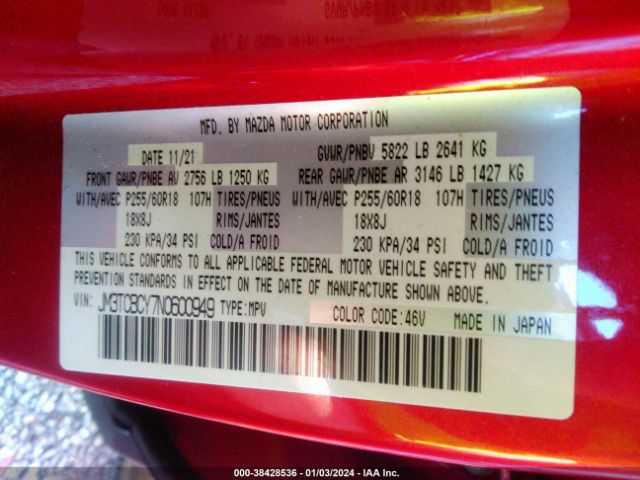 MFD. BY MAZDA MOTOR CORPORATION
DATE 11/21 GVWR/PNBV 5822 LB 2641 KG
FRONT GAWR/PNBE AV 2756 LB 1250 KG REAR GAWR/PNBE AR 3146 LB 1427 KG
WITH/AVEC P255/60R18 107H TIRES/PNEUS WITH/AVEC P255/60R18 107H TIRES/PNEUS
18X8J RIMS/JANTES 18X8J RIMS/JANTES
230 KPA/34 PSI COLD/A FROID 230 KPA/34 PSI COLD/A FROID
THIS VEHICLE CONFORMS TO ALL APPLICABLE FEDERAL MOTOR VEHICLE SAFETY AND THEFT
PREVENTION STANDARDS IN EFFECT ON THE DATE OF MANUFACTURE SHOWN ABOVE.
VIN: JM3TCBCY7N0600949 TYPE:MPV COLOR CODE:46V MADE IN JAPAN
000-38428536 - 01/03/2024 - IAA Inc.